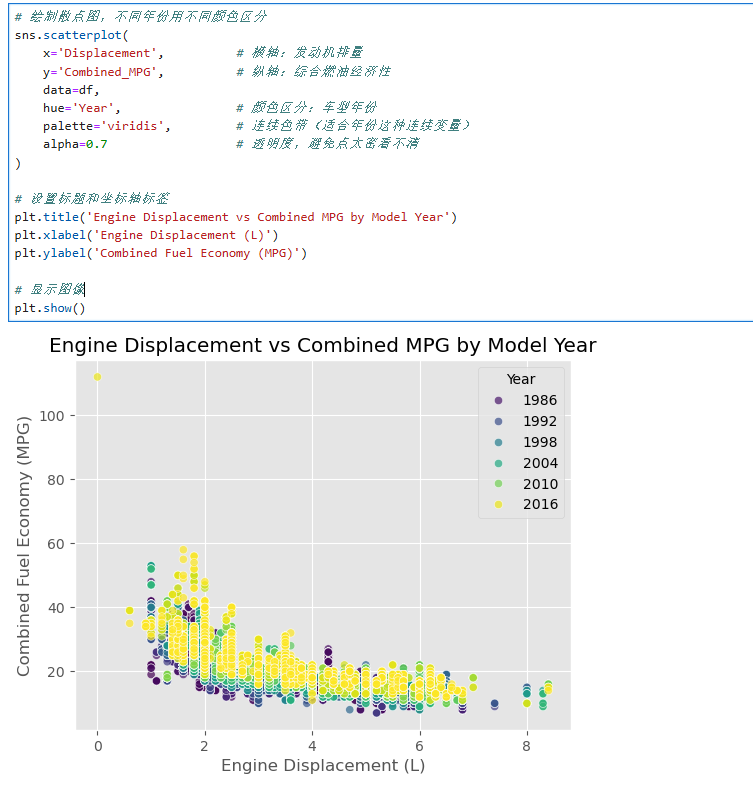 # 绘制散点图，不同年份用不同颜色区分
sns.scatterplot(
    x='Displacement',          # 横轴：发动机排量
    y='Combined_MPG',          # 纵轴：综合燃油经济性
    data=df,
    hue='Year',                # 颜色区分：车型年份
    palette='viridis',         # 连续色带（适合年份这种连续变量）
    alpha=0.7                  # 透明度，避免点太密看不清
)
# 设置标题和坐标轴标签
plt.title('Engine Displacement vs Combined MPG by Model Year')
plt.xlabel('Engine Displacement (L)')
plt.ylabel('Combined Fuel Economy (MPG)')
# 显示图像
plt.show()
Engine Displacement vs Combined MPG by Model Year
Year
1986
1992
1998
2004
2010
2016
100
80
60
40
20
Combined Fuel Economy (MPG)
0 2 4 6 8
Engine Displacement (L)